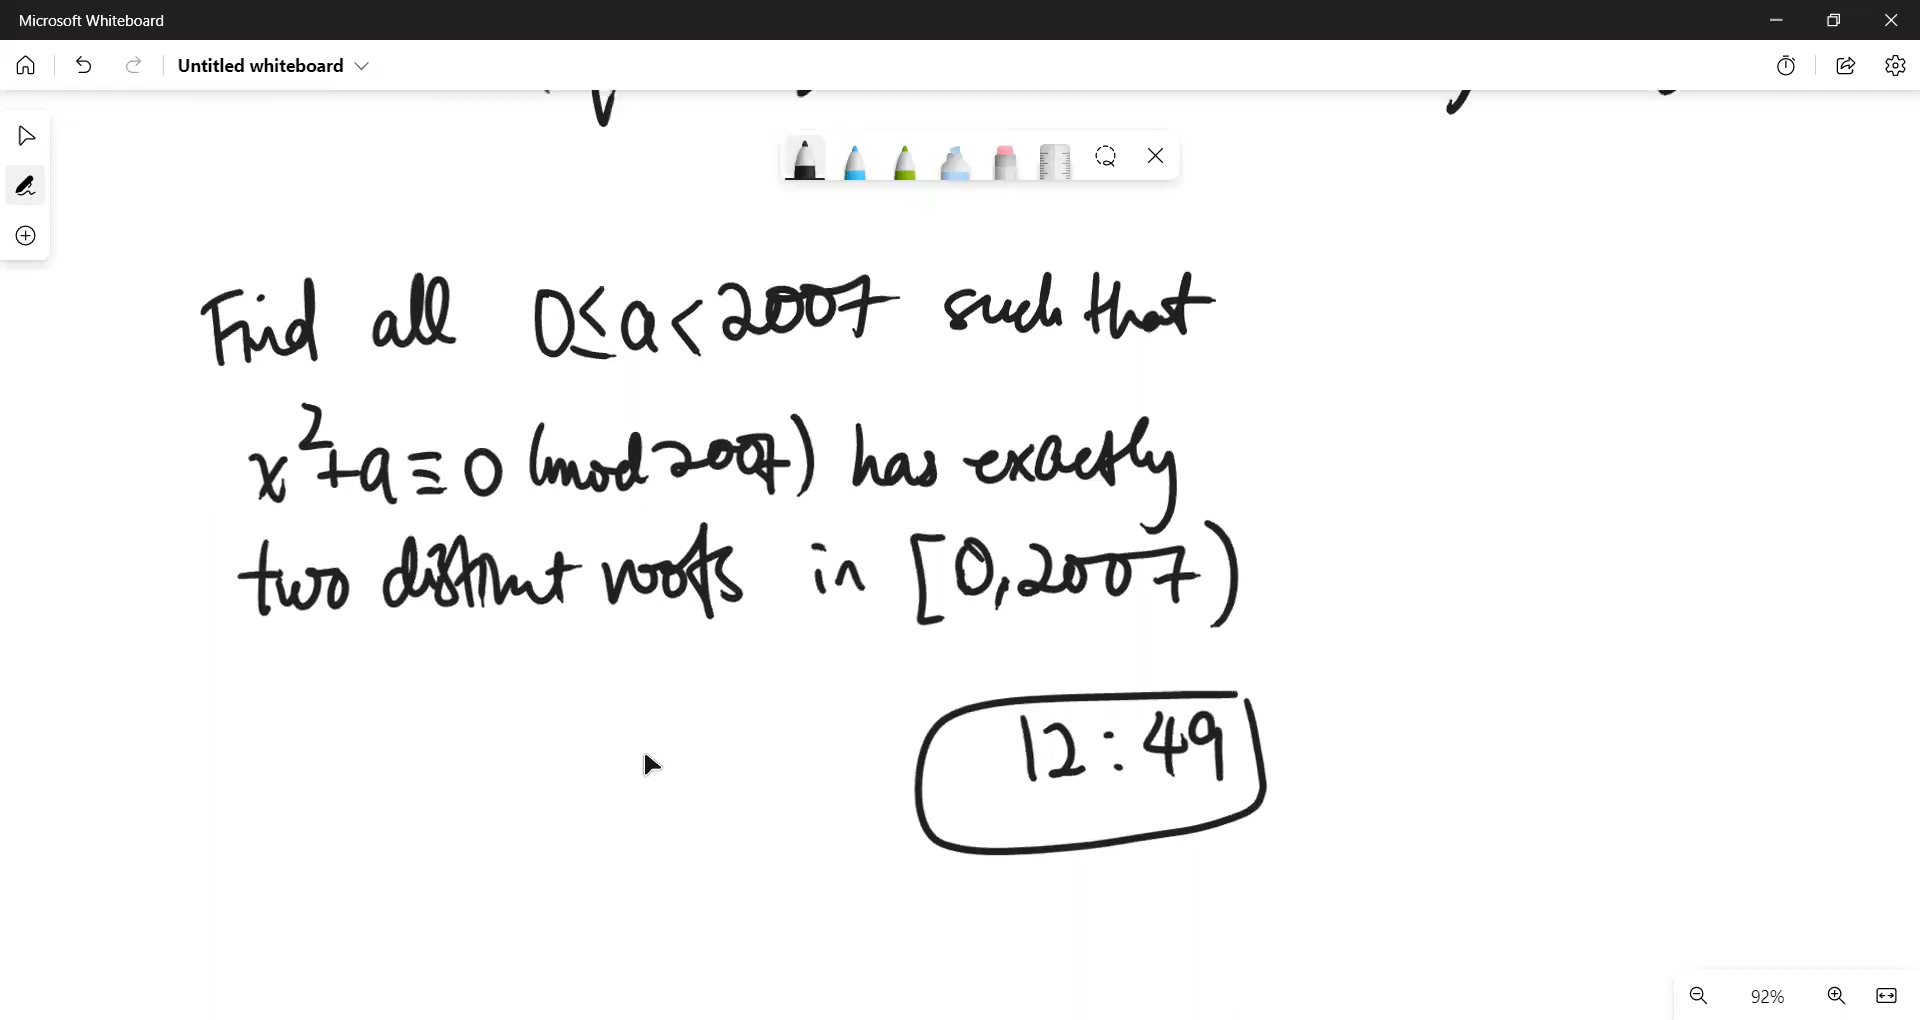 Microsoft Whiteboard
Untitled whiteboard
Find all 0≤a<2007 such that
x²+a≡0 (mod 2007) has exactly
two distinct roots in [0,2007)
12:49
92%